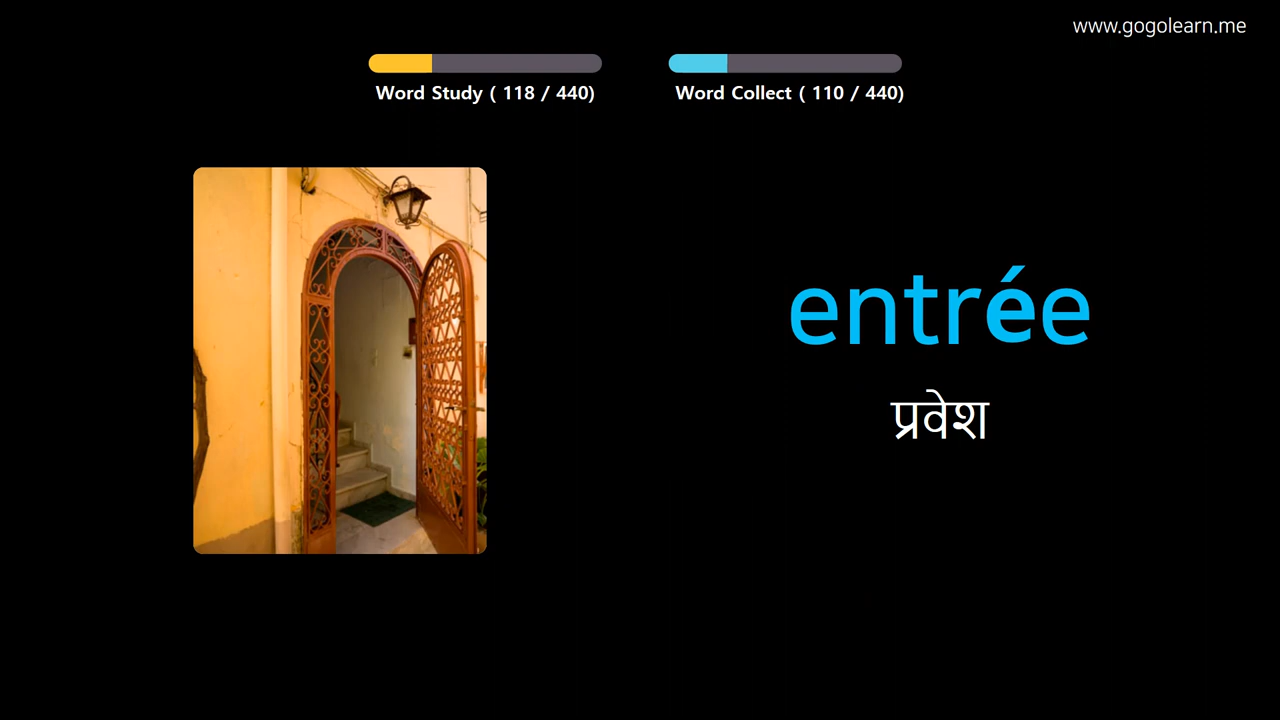 www.gogolearn.me
Word Study ( 118 / 440)
Word Collect ( 110 / 440)
entrée
प्रवेश